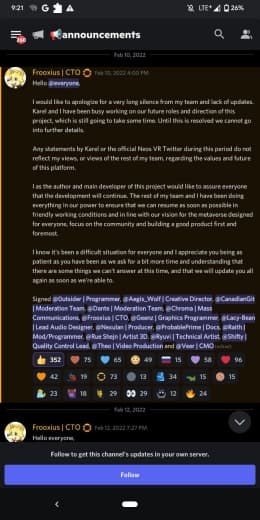 9:21 G LTE 26%
announcements
Feb 10, 2022
Frooxius | CTO Feb 10, 2022 4:03 PM
Hello @everyone,
I would like to apologize for a very long silence from my team and lack of updates.
Karel and I have been busy working on our future roles and direction of
project, which is still going to take some time. Until this is resolved we cannot go
into further details.
Any statements by Karel or the official Neos VR Twitter during this period do not
reflect my views, or views of the rest of my team, regarding the values and future
of this platform.
I as the author and main developer of this project would like to assure everyone
that the development will continue. The rest of my team and I have been doing
everything in our power to ensure that we can resume as soon as possible in
friendly working conditions and in line with our vision for the metaverse designed
for everyone, focus on the community and building a good product first and
foremost.
I know it's been a difficult situation for everyone and I appreciate you being as
patient as you have been as we ask for a bit more time and understanding that
there are some things we can't answer at this time, and that we will update you all
again as soon as we're able to.
Signed @Outsider | Programmer, @Aegis_Wolf | Creative Director, @CanadianGit
| Moderation Team, @Dante | Moderation Team, @Chroma | Mass
Communications, @Frooxius | CTO, @Geenz | Graphics Programmer, @Lacy-Bean
| Lead Audio Designer, @Nexulan | Producer, @ProbablePrime | Docs, @Raith |
Mod/Programmer, @Rue Shejn | Artist 3D, @Ryuvi | Technical Artist, @Shifty |
Quality Control Lead, @Theo | Video Production and @Veer | CMO (edited)
352 75 65 49 15 58 96
42 19 73 34 15 15
23 18 29 29 12 24
Feb 12, 2022
Frooxius | CTO Feb 12, 2022 7:27 PM
Hello everyone,
Follow to get this channel's updates in your own server.
Follow